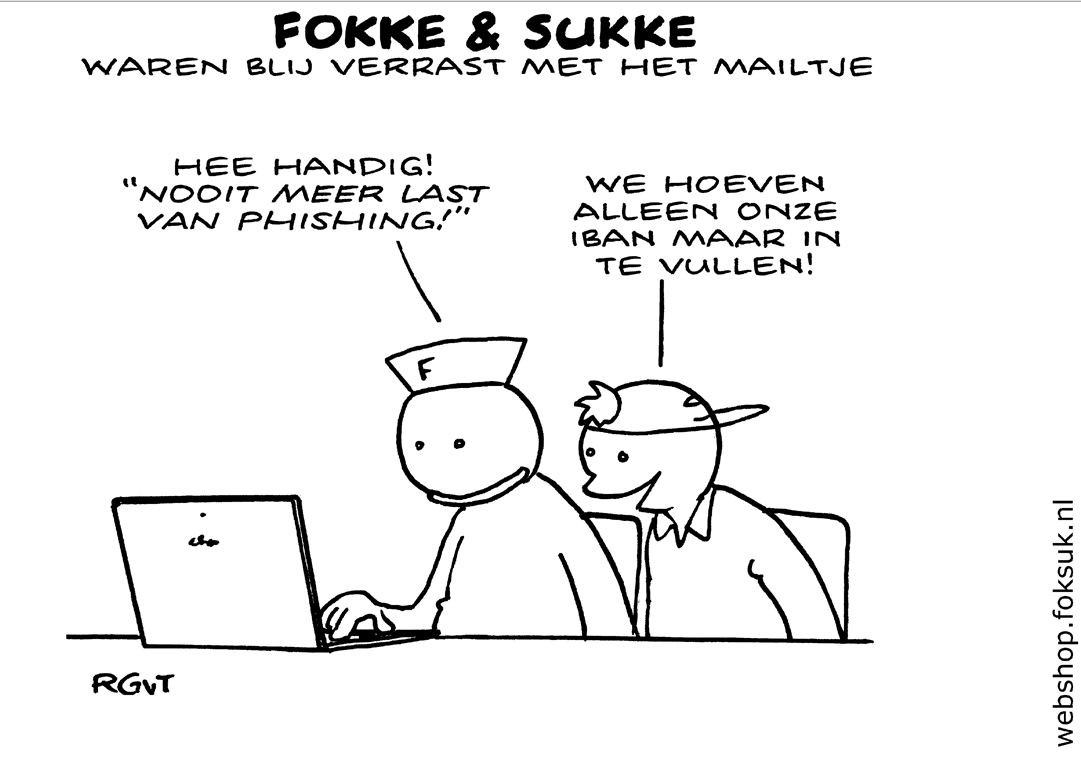 FOKKE & SUKKE
WAREN BLIJ VERRAST MET HET MAILTJE
HEE HANDIG!
"NOOIT MEER LAST
VAN PHISHING!"
WE HOEVEN
ALLEEN ONZE
IBAN MAAR IN
TE VULLEN!
F
RGvT
webshop.foksuk.nl